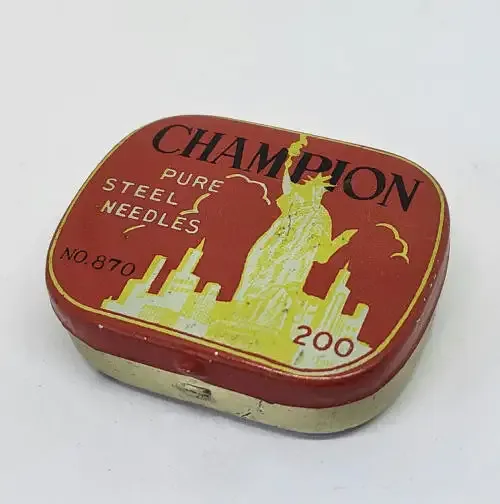 CHAMPION
PURE
STEEL
NEEDLES
NO. 870
200